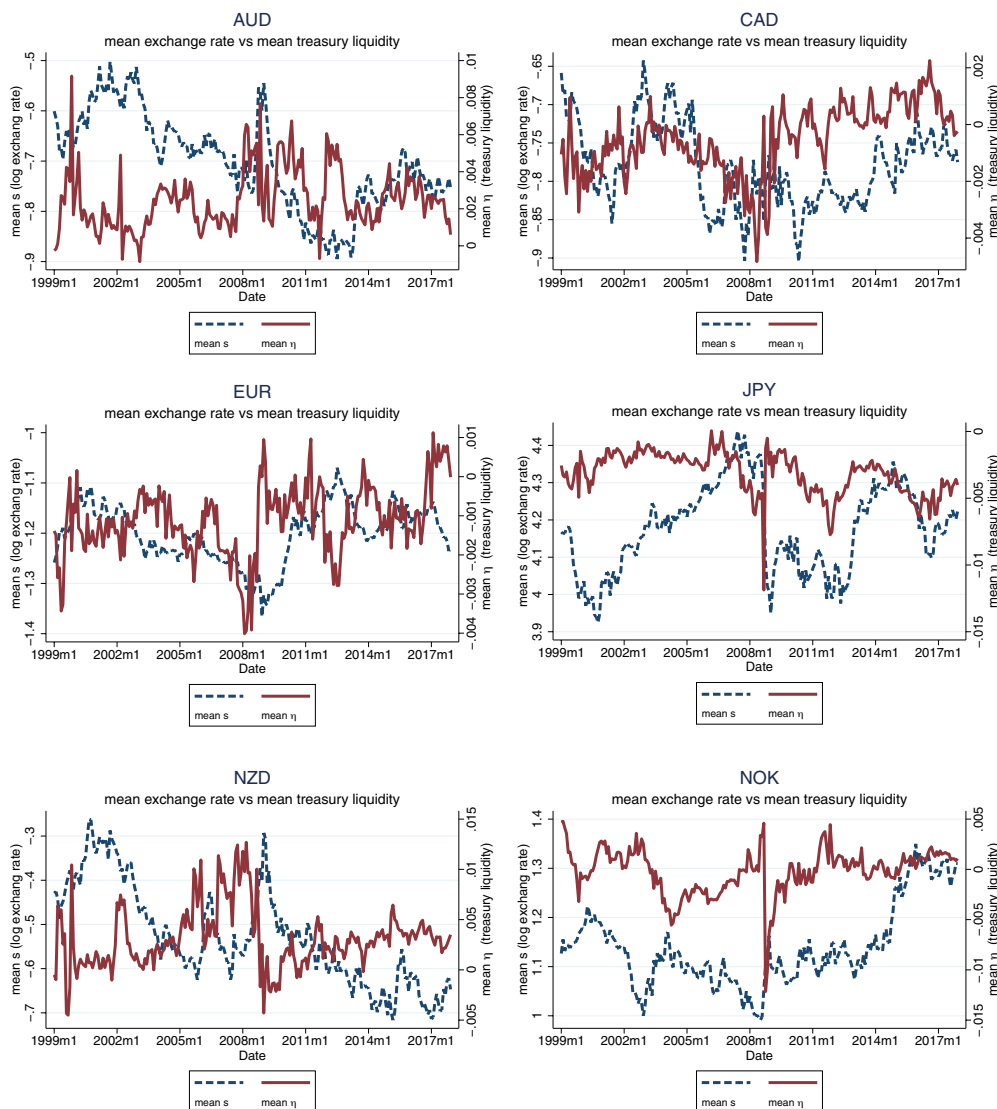 AUD
mean exchange rate vs mean treasury liquidity
mean s (log exchang rate)
-.5
-.6
-.7
-.8
-.9
.01
.008
.006
.004
.002
0
mean η (treasury liquidity)
1999m1 2002m1 2005m1 2008m1 2011m1 2014m1 2017m1
Date
mean s mean η
CAD
mean exchange rate vs mean treasury liquidity
mean s (log exchang rate)
-.65
-.7
-.75
-.8
-.85
-.9
.002
0
-.002
-.004
mean η (treasury liquidity)
1999m1 2002m1 2005m1 2008m1 2011m1 2014m1 2017m1
Date
mean s mean η
EUR
mean exchange rate vs mean treasury liquidity
mean s (log exchang rate)
-1
-1.1
-1.2
-1.3
-1.4
.001
0
-.001
-.002
-.003
-.004
mean η (treasury liquidity)
1999m1 2002m1 2005m1 2008m1 2011m1 2014m1 2017m1
Date
mean s mean η
JPY
mean exchange rate vs mean treasury liquidity
mean s (log exchang rate)
4.4
4.3
4.2
4.1
4
3.9
0
-.005
-.01
-.015
mean η (treasury liquidity)
1999m1 2002m1 2005m1 2008m1 2011m1 2014m1 2017m1
Date
mean s mean η
NZD
mean exchange rate vs mean treasury liquidity
mean s (log exchang rate)
-.3
-.4
-.5
-.6
-.7
.015
.01
.005
0
-.005
mean η (treasury liquidity)
1999m1 2002m1 2005m1 2008m1 2011m1 2014m1 2017m1
Date
mean s mean η
NOK
mean exchange rate vs mean treasury liquidity
mean s (log exchang rate)
1.4
1.3
1.2
1.1
1
.005
0
-.005
-.01
-.015
mean η (treasury liquidity)
1999m1 2002m1 2005m1 2008m1 2011m1 2014m1 2017m1
Date
mean s mean η